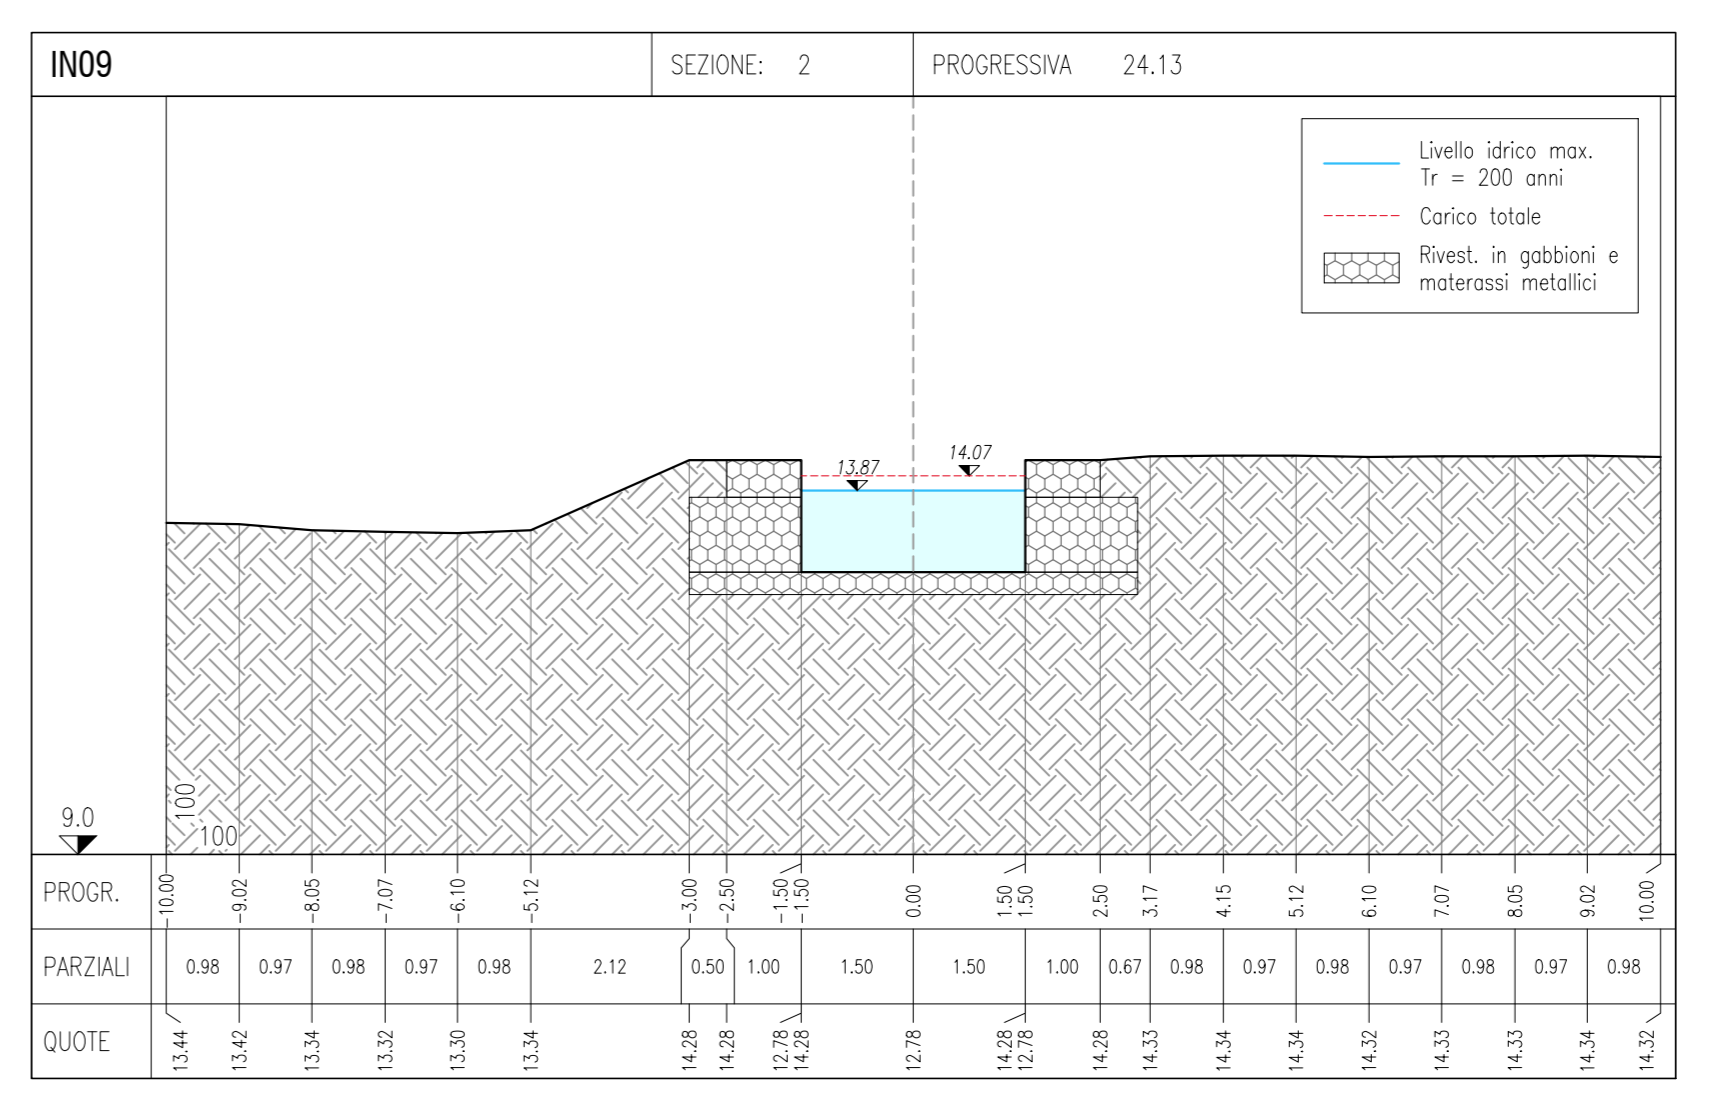 IN09 SEZIONE: 2 PROGRESSIVA 24.13
Livello idrico max.
Tr = 200 anni
Carico totale
Rivest. in gabbioni e
materassi metallici
13.87 14.07
100
100
9.0
PROGR. -10.00 -9.02 -8.05 -7.07 -6.10 -5.12 -3.00 -2.50 -1.50 -1.50 0.00 1.50 1.50 2.50 3.17 4.15 5.12 6.10 7.07 8.05 9.02 10.00
PARZIALI 0.98 0.97 0.98 0.97 0.98 2.12 0.50 1.00 1.50 1.50 1.00 0.67 0.98 0.97 0.98 0.97 0.98 0.97 0.98
QUOTE 13.44 13.42 13.34 13.32 13.30 13.34 14.28 14.28 12.78 14.28 12.78 14.28 12.78 14.28 14.33 14.34 14.34 14.32 14.33 14.33 14.34 14.32